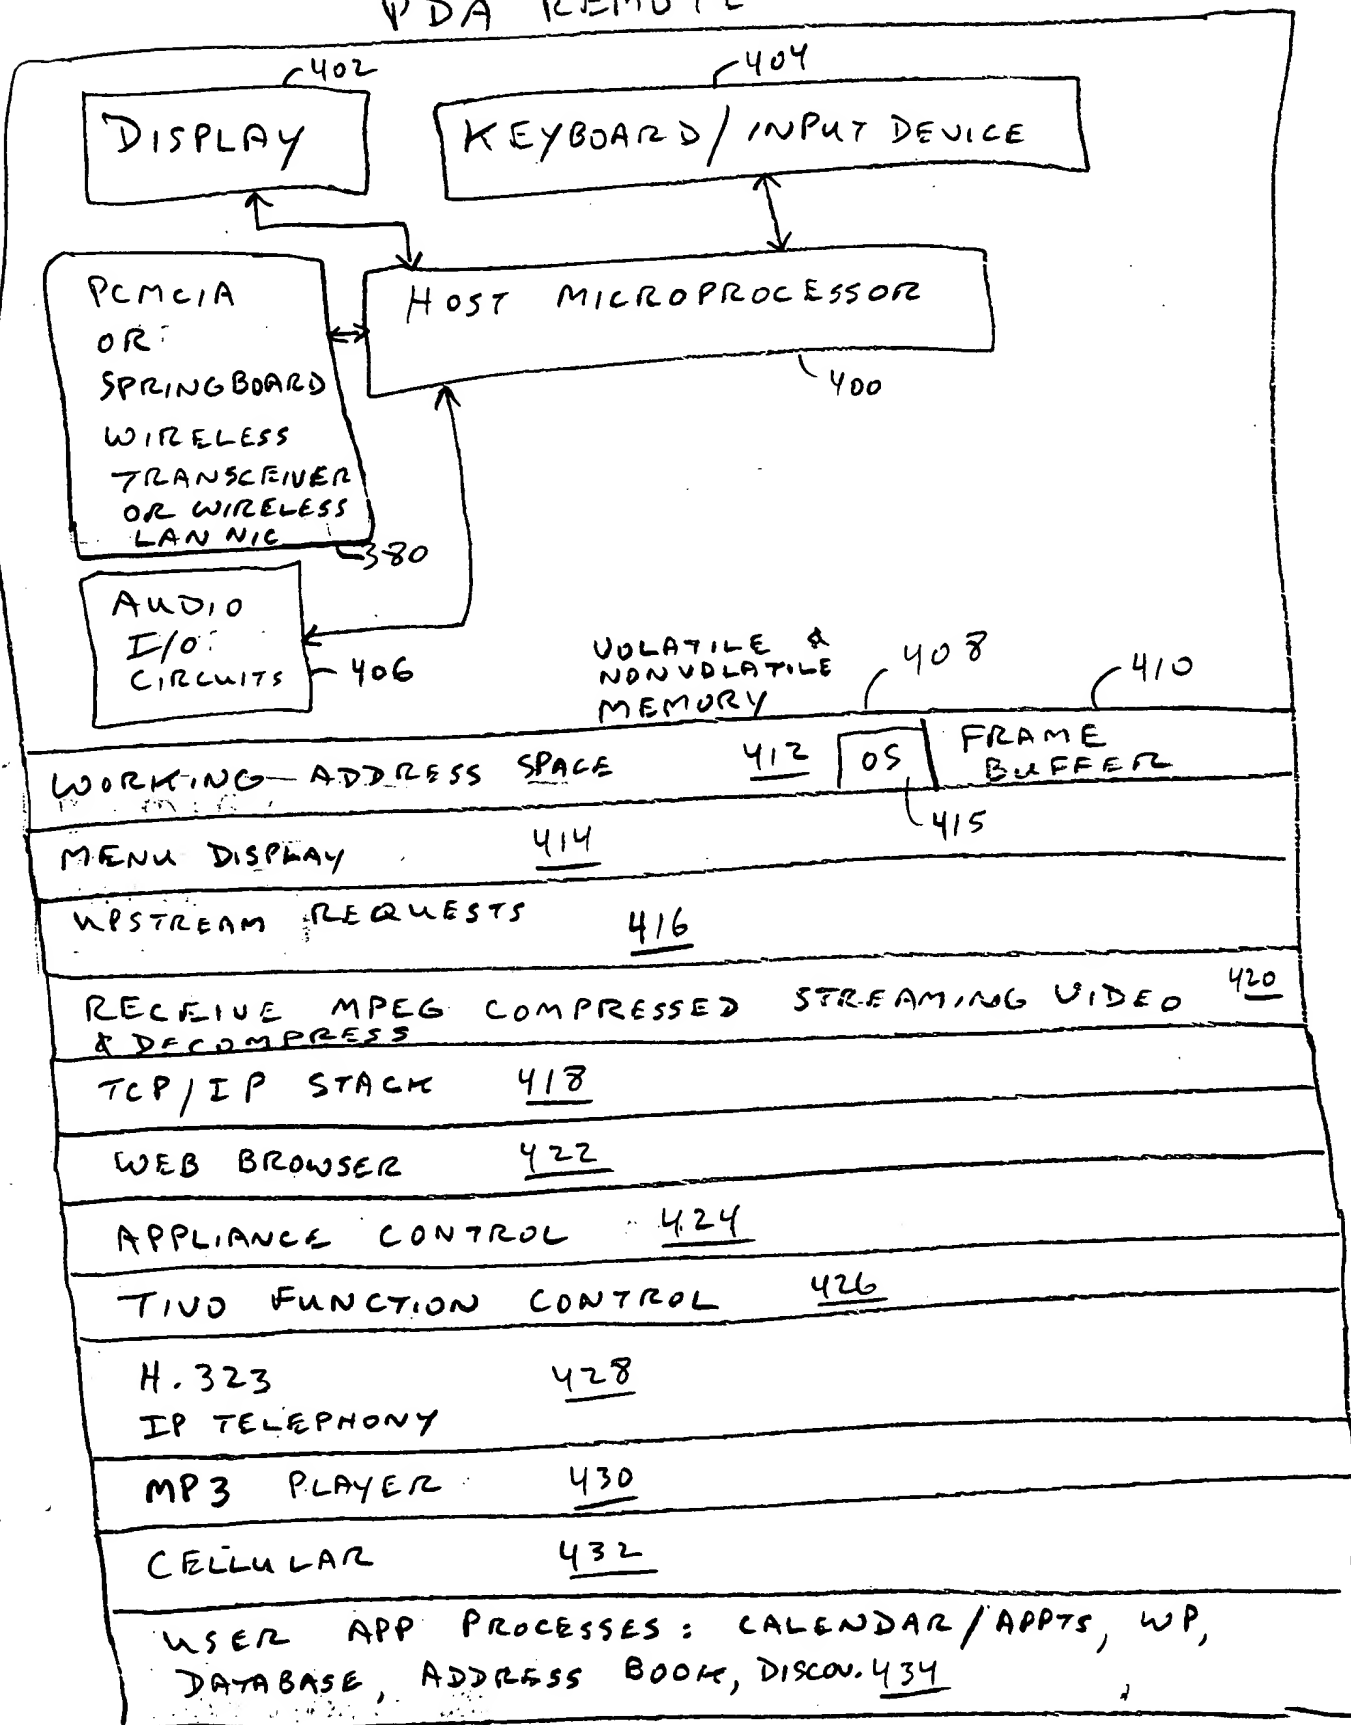 PDA REMOTE
402
404
DISPLAY
KEYBOARD/INPUT DEVICE
PCMCIA
OR
SPRINGBOARD
WIRELESS
TRANSCEIVER
OR WIRELESS
LAN NIC
380
HOST MICROPROCESSOR
400
AUDIO
I/O
CIRCUITS
406
VOLATILE &
NONVOLATILE
MEMORY
408
410
WORKING ADDRESS SPACE 412
OS
415
FRAME
BUFFER
MENU DISPLAY 414
UPSTREAM REQUESTS 416
RECEIVE MPEG COMPRESSED STREAMING VIDEO 420
& DECOMPRESS
TCP/IP STACK 418
WEB BROWSER 422
APPLIANCE CONTROL 424
TIVO FUNCTION CONTROL 426
H.323 428
IP TELEPHONY
MP3 PLAYER 430
CELLULAR 432
USER APP PROCESSES: CALENDAR/APPTS, WP,
DATABASE, ADDRESS BOOK, DISCOV. 434